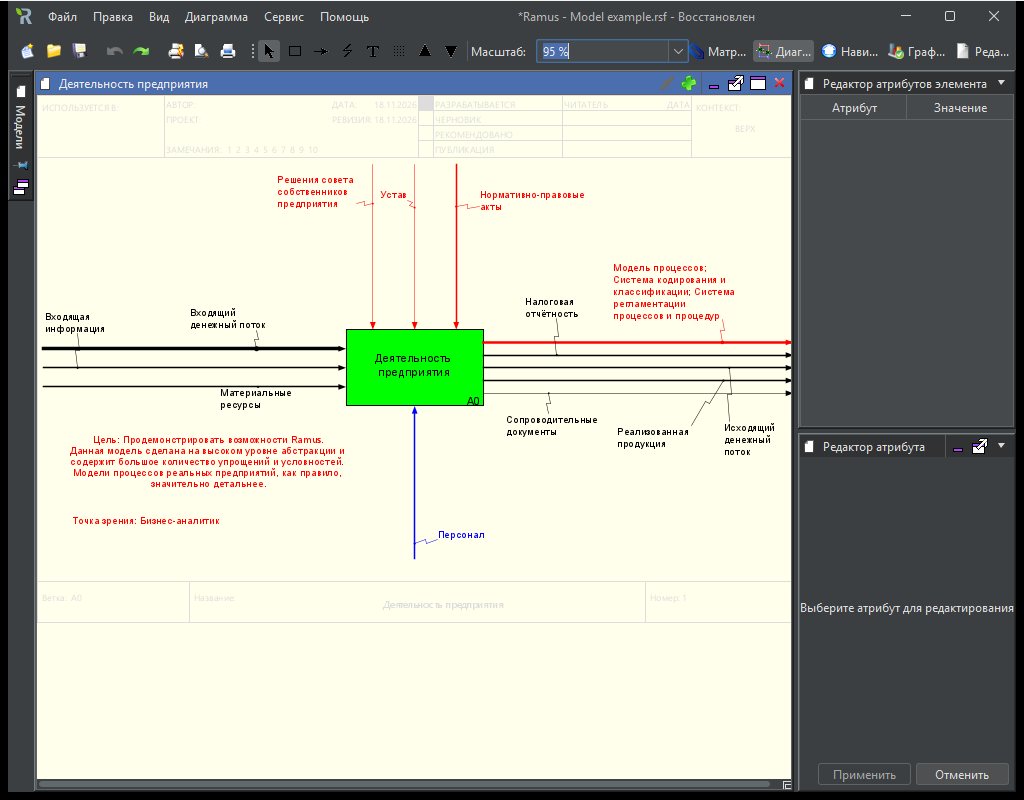 *Ramus - Model example.rsf - Восстановлен
Файл Правка Вид Диаграмма Сервис Помощь
Масштаб: 95 % Матр... Диаг... Нави... Граф... Реда...
Модели
Деятельность предприятия
ИСПОЛЬЗУЕТСЯ В:
АВТОР:
ДАТА: 18.11.2026
ПРОЕКТ:
РЕВИЗИЯ: 18.11.2026
ЗАМЕЧАНИЯ: 1 2 3 4 5 6 7 8 9 10
РАЗРАБАТЫВАЕТСЯ
ЧЕРНОВИК
РЕКОМЕНДОВАНО
ПУБЛИКАЦИЯ
ЧИТАТЕЛЬ
ДАТА
КОНТЕКСТ:
ВЕРХ
Решения совета
собственников
предприятия
Устав
Нормативно-правовые
акты
Модель процессов;
Система кодирования и
классификации; Система
регламентации
процессов и процедур
Входящая
информация
Входящий
денежный поток
Налоговая
отчётность
Деятельность
предприятия
A0
Материальные
ресурсы
Сопроводительные
документы
Реализованная
продукция
Исходящий
денежный
поток
Цель: Продемонстрировать возможности Ramus.
Данная модель сделана на высоком уровне абстракции и
содержит большое количество упрощений и условностей.
Модели процессов реальных предприятий, как правило,
значительно детальнее.
Точка зрения: Бизнес-аналитик
Персонал
Ветка: A0
Название:
Деятельность предприятия
Номер: 1
Редактор атрибутов элемента
Атрибут Значение
Редактор атрибута
Выберите атрибут для редактирования
Применить Отменить